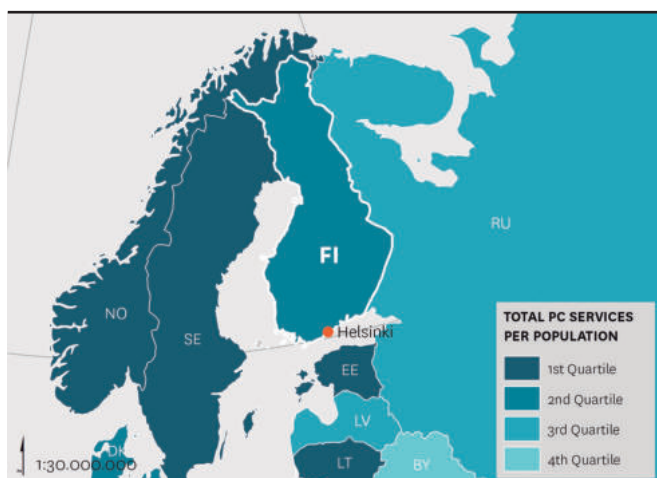 FI
RU
NO
SE
Helsinki
EE
LV
LT
BY
DK
1:30.000.000
TOTAL PC SERVICES
PER POPULATION
1st Quartile
2nd Quartile
3rd Quartile
4th Quartile